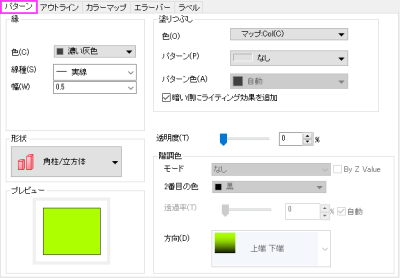 パターン アウトライン カラーマップ エラーバー ラベル
縁
色(C) 濃い灰色
線種(S) 実線
幅(W) 0.5
塗りつぶし
色(O) マップ:Col(C)
パターン(P) なし
パターン色(A) 自動
暗い側にライティング効果を追加
形状
角柱/立方体
プレビュー
透明度(T) 0 %
階調色
モード なし By Z Value
2番目の色 黒
透過率(T) 0 % 自動
方向(D) 上端 下端